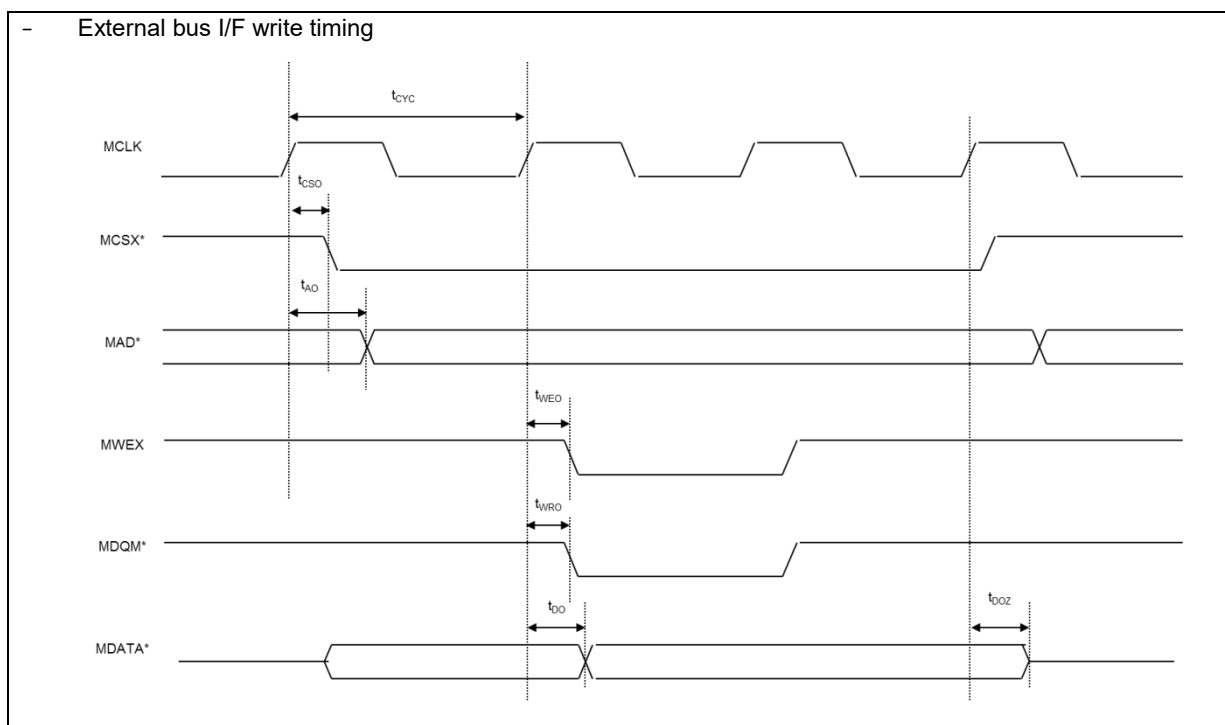 – External bus I/F write timing
tCYC
MCLK
tCSO
MCSX*
tAO
MAD*
tWEO
MWEX
tWRO
MDQM*
tDO
tDOZ
MDATA*